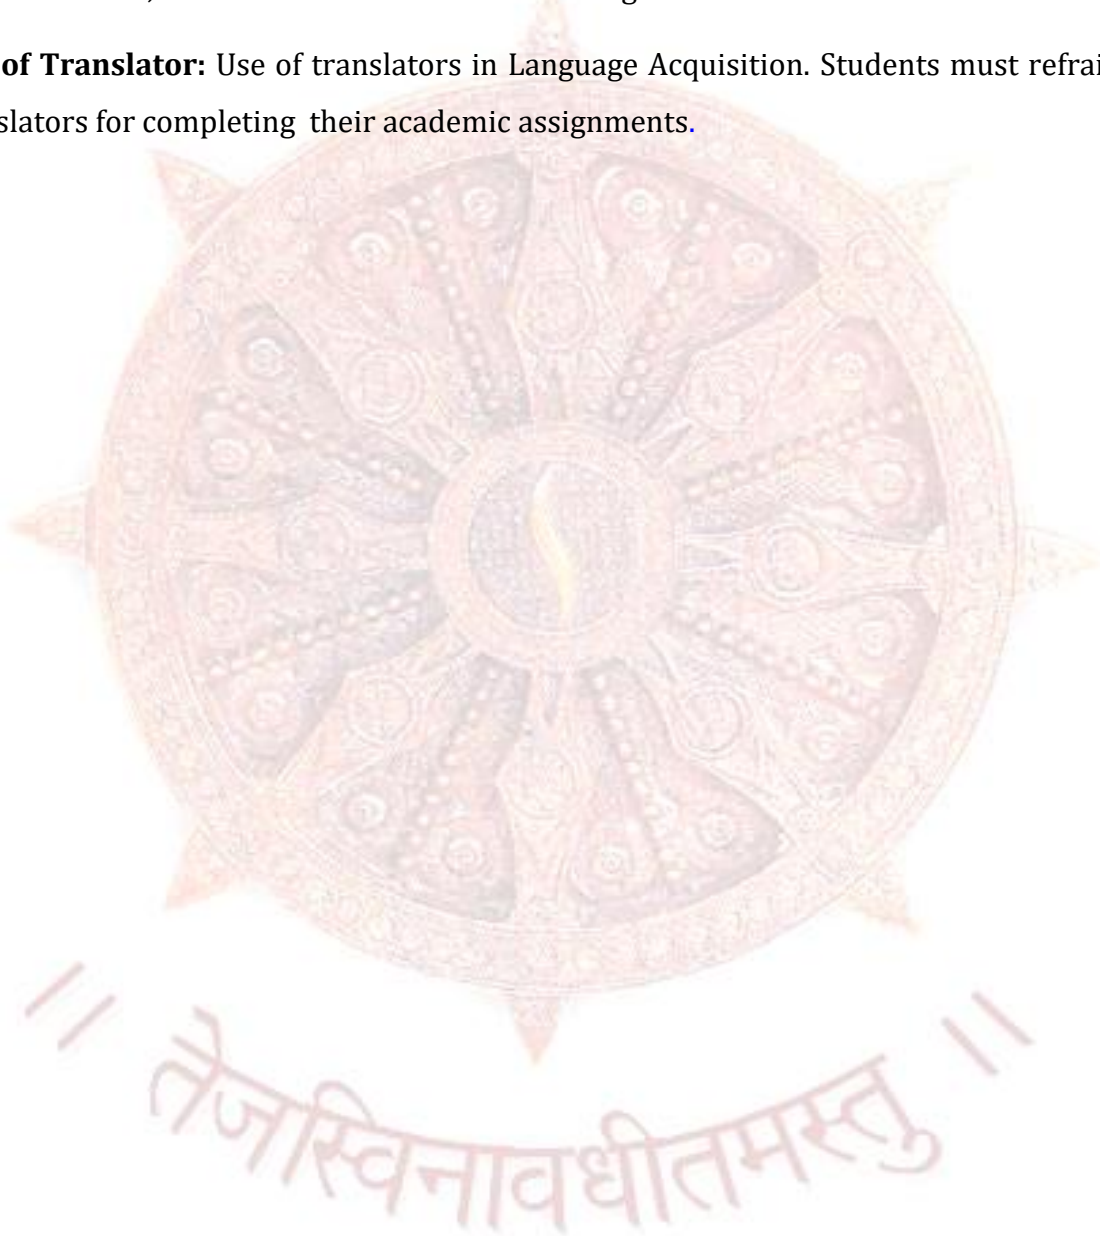 of Translator: Use of translators in Language Acquisition. Students must refrai
slators for completing their academic assignments.
।। तेजस्विनावधीतमस्तु ।।